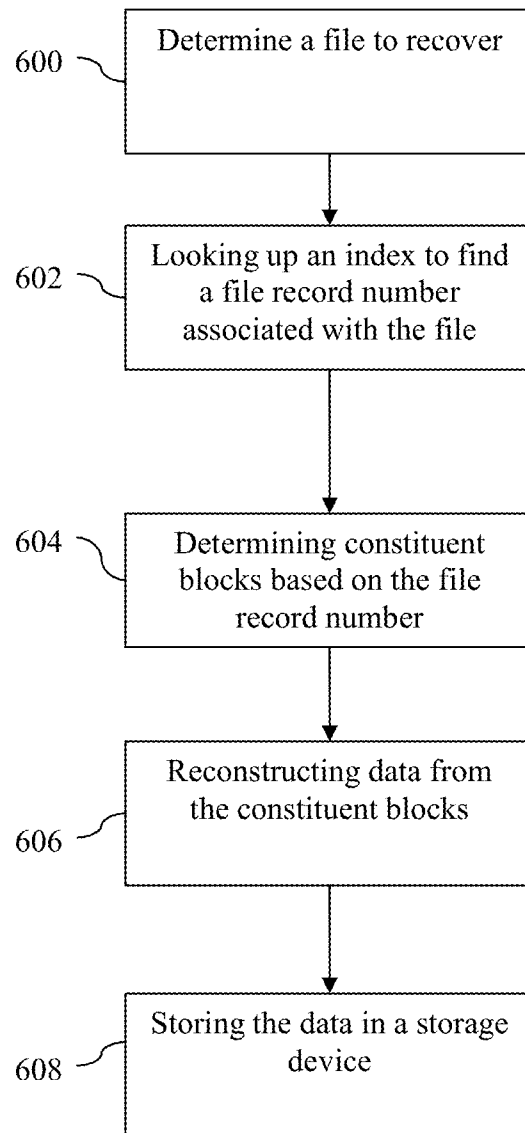 600
Determine a file to recover
602
Looking up an index to find
a file record number
associated with the file
604
Determining constituent
blocks based on the file
record number
606
Reconstructing data from
the constituent blocks
608
Storing the data in a storage
device